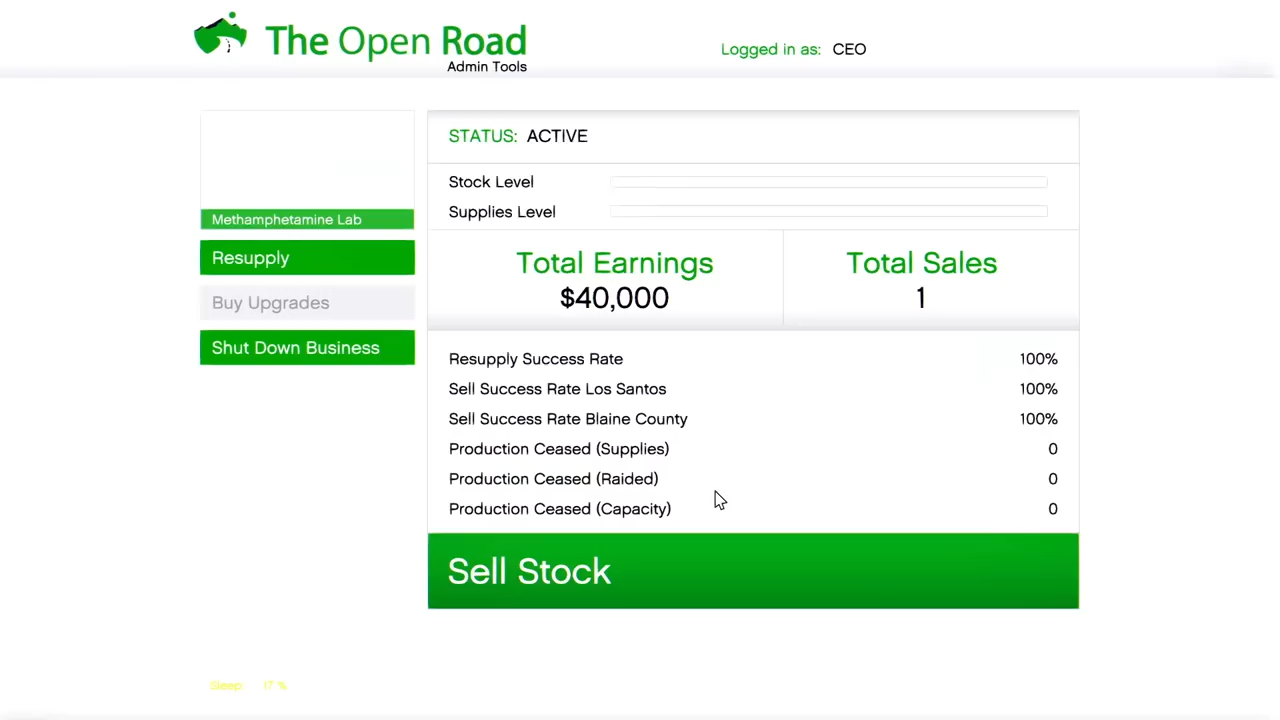 The Open Road
Admin Tools
Logged in as: CEO
Methamphetamine Lab
Resupply
Buy Upgrades
Shut Down Business
STATUS: ACTIVE
Stock Level
Supplies Level
Total Earnings
$40,000
Total Sales
1
Resupply Success Rate 100%
Sell Success Rate Los Santos 100%
Sell Success Rate Blaine County 100%
Production Ceased (Supplies) 0
Production Ceased (Raided) 0
Production Ceased (Capacity) 0
Sell Stock
Sleep: 17 %